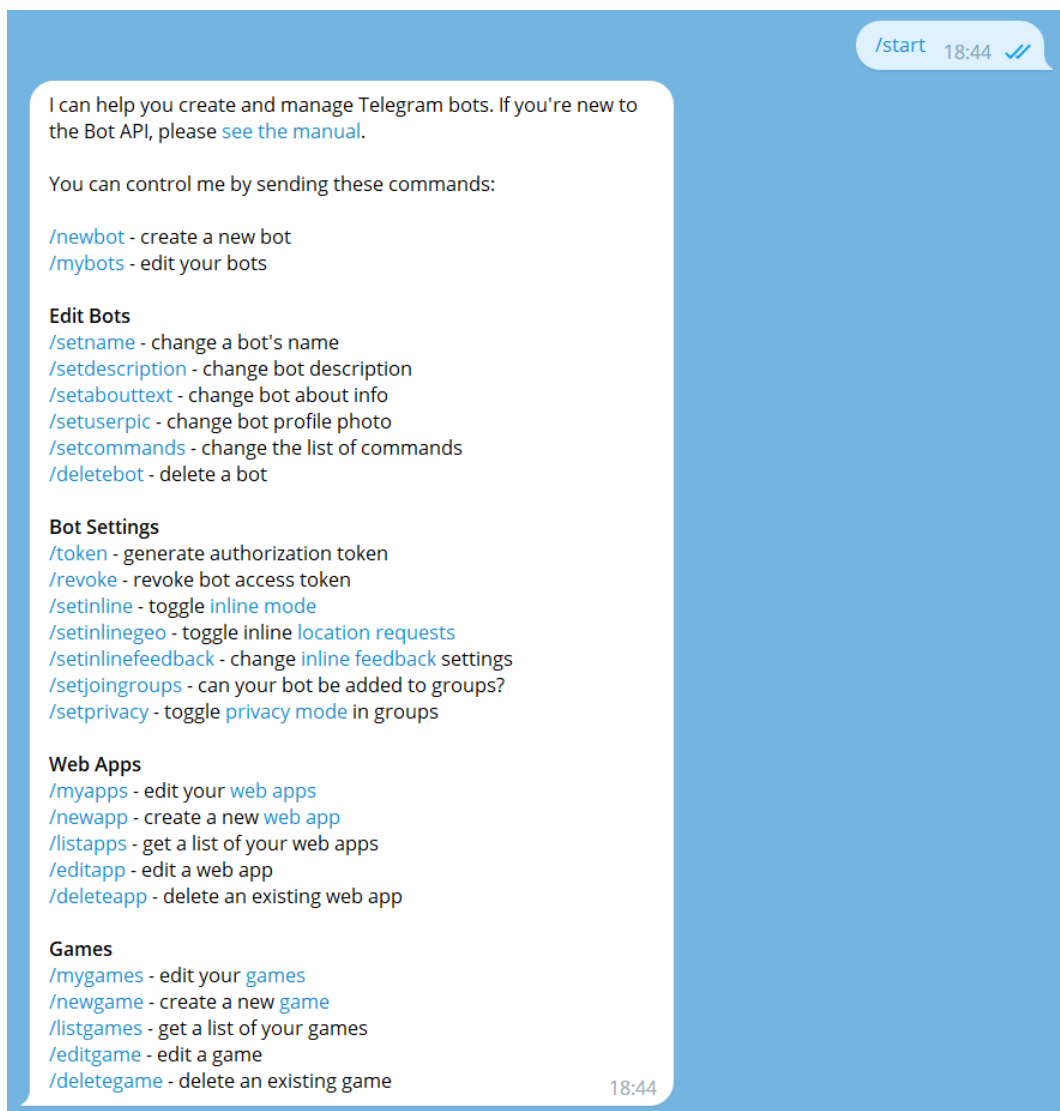 /start 18:44
I can help you create and manage Telegram bots. If you're new to
the Bot API, please see the manual.
You can control me by sending these commands:
/newbot - create a new bot
/mybots - edit your bots
Edit Bots
/setname - change a bot's name
/setdescription - change bot description
/setabouttext - change bot about info
/setuserpic - change bot profile photo
/setcommands - change the list of commands
/deletebot - delete a bot
Bot Settings
/token - generate authorization token
/revoke - revoke bot access token
/setinline - toggle inline mode
/setinlinegeo - toggle inline location requests
/setinlinefeedback - change inline feedback settings
/setjoingroups - can your bot be added to groups?
/setprivacy - toggle privacy mode in groups
Web Apps
/myapps - edit your web apps
/newapp - create a new web app
/listapps - get a list of your web apps
/editapp - edit a web app
/deleteapp - delete an existing web app
Games
/mygames - edit your games
/newgame - create a new game
/listgames - get a list of your games
/editgame - edit a game
/deletegame - delete an existing game
18:44